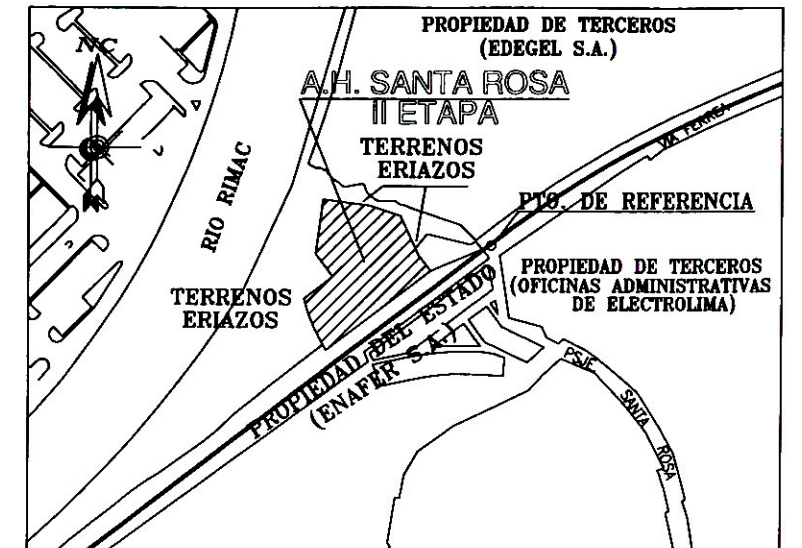 PROPIEDAD DE TERCEROS
(EDEGEL S.A.)
NC
A.H. SANTA ROSA
II ETAPA
TERRENOS
ERIAZOS
VIA FERREA
RIO RIMAC
PTO. DE REFERENCIA
TERRENOS
ERIAZOS
PROPIEDAD DE TERCEROS
(OFICINAS ADMINISTRATIVAS
DE ELECTROLIMA)
PROPIEDAD DEL ESTADO
(ENAFER S.A.)
PSJE SANTA ROSA